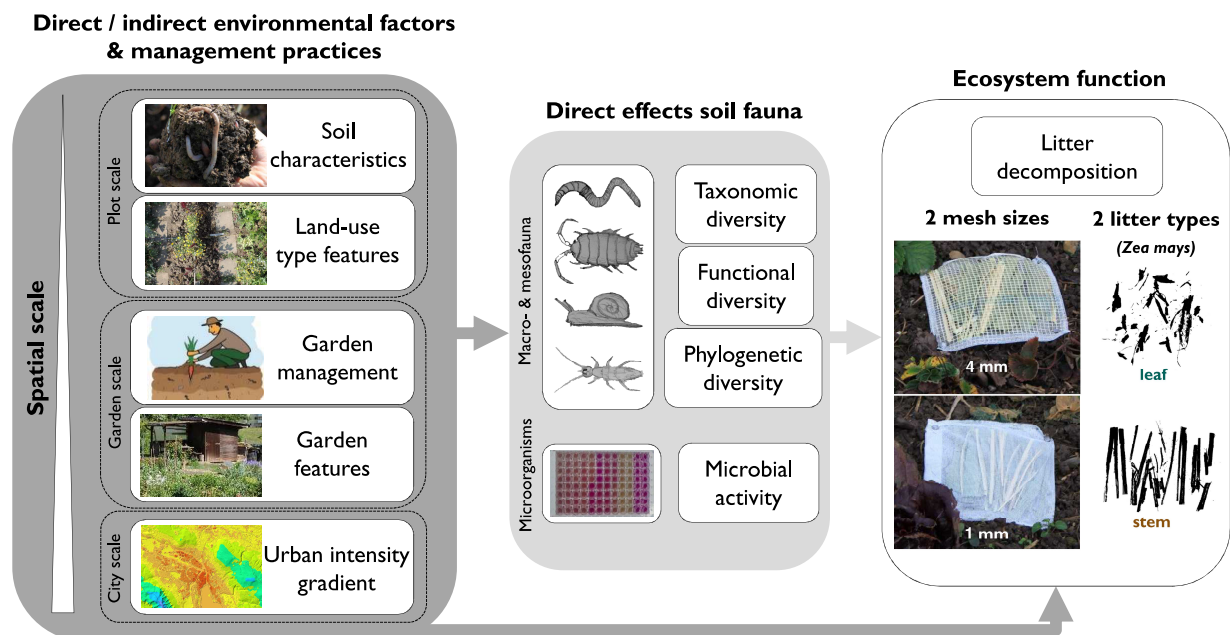 Direct / indirect environmental factors
& management practices
Spatial scale
Plot scale
Soil
characteristics
Land-use
type features
Garden scale
Garden
management
Garden
features
City scale
Urban intensity
gradient
Direct effects soil fauna
Macro- & mesofauna
Taxonomic
diversity
Functional
diversity
Phylogenetic
diversity
Microorganisms
Microbial
activity
Ecosystem function
Litter
decomposition
2 mesh sizes
4 mm
1 mm
2 litter types
(Zea mays)
leaf
stem